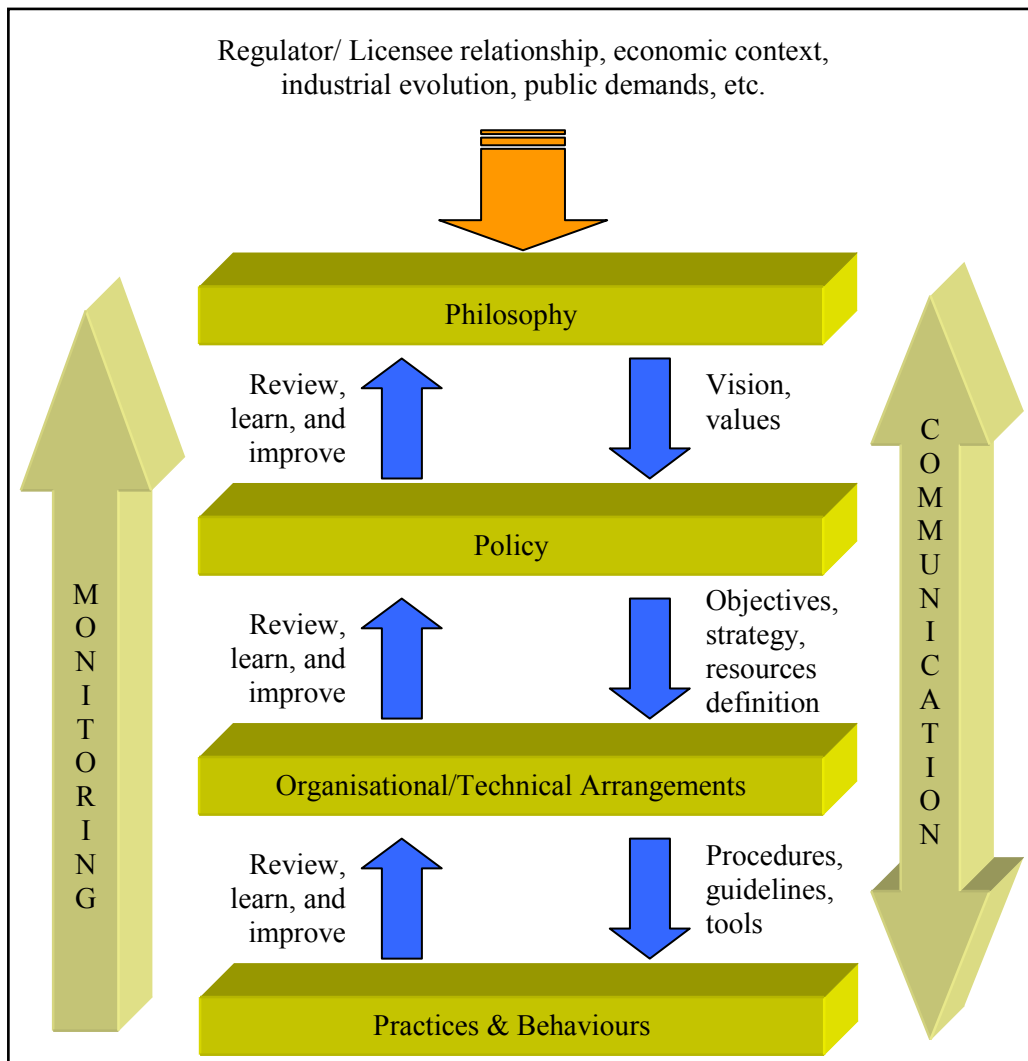 Regulator/ Licensee relationship, economic context,
industrial evolution, public demands, etc.
Philosophy
Review,
learn, and
improve
Vision,
values
Policy
Review,
learn, and
improve
Objectives,
strategy,
resources
definition
Organisational/Technical Arrangements
Review,
learn, and
improve
Procedures,
guidelines,
tools
Practices & Behaviours
MONITORING
COMMUNICATION